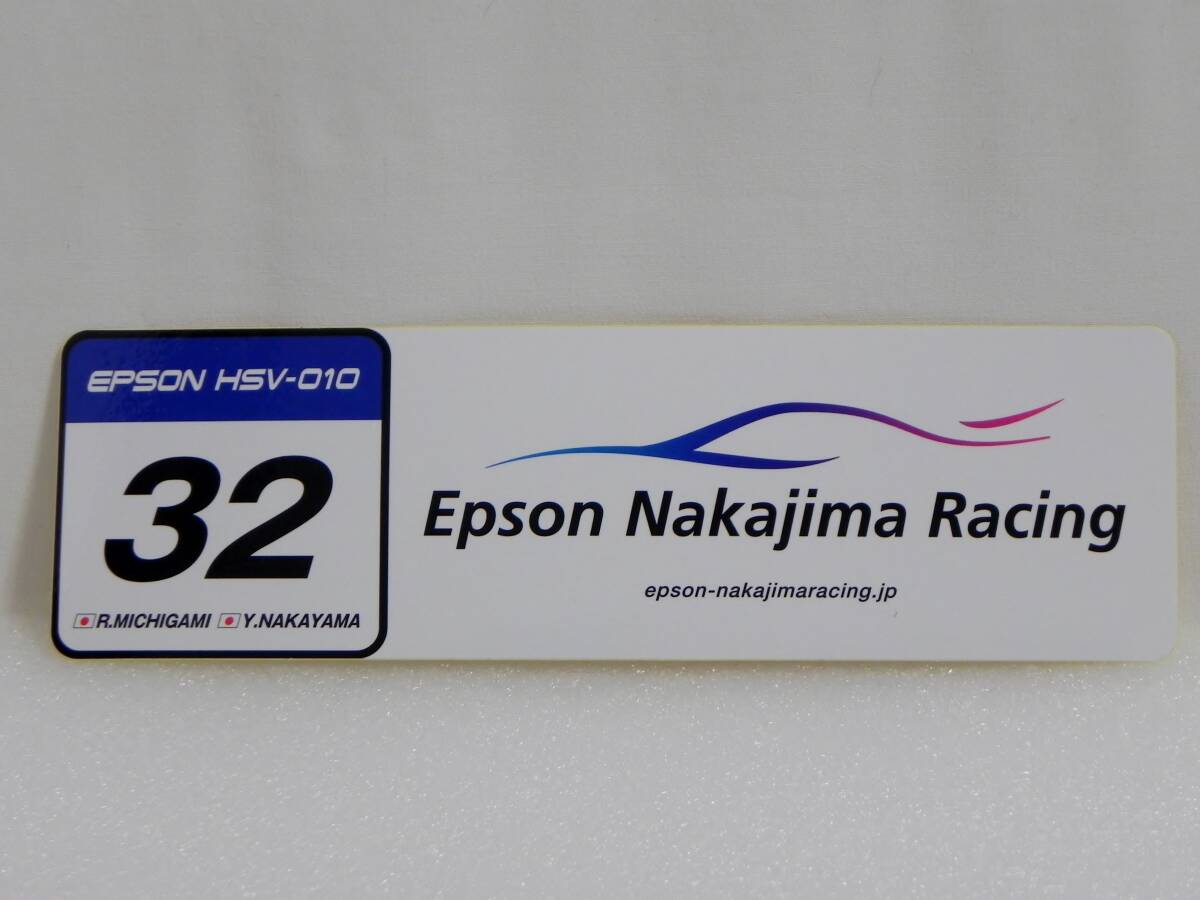 EPSON HSV-010
32
R.MICHIGAMI Y.NAKAYAMA
Epson Nakajima Racing
epson-nakajimaracing.jp